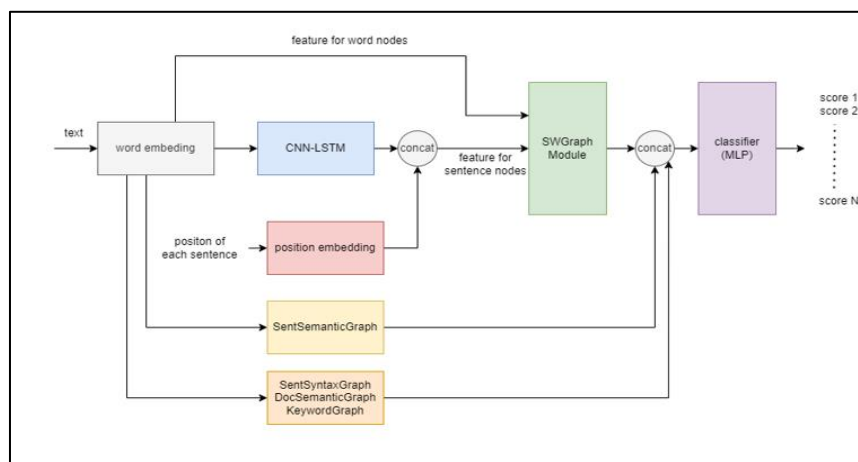 feature for word nodes
text
word embeding
CNN-LSTM
concat
feature for
sentence nodes
SWGraph
Module
concat
classifier
(MLP)
score 1
score 2
score N
positon of
each sentence
position embedding
SentSemanticGraph
SentSyntaxGraph
DocSemanticGraph
KeywordGraph